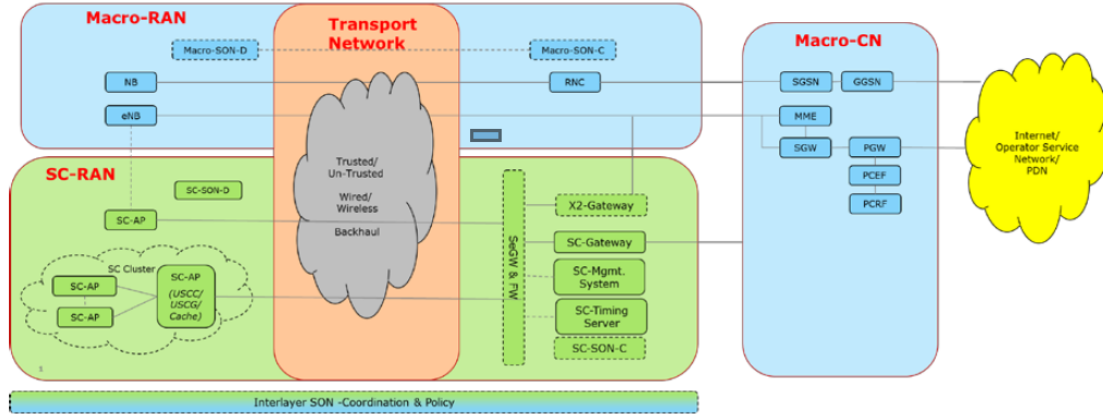 Macro-RAN
Transport
Network
Macro-CN
Macro-SON-D
Macro-SON-C
NB
RNC
SGSN
GGSN
eNB
MME
SGW
PGW
PCEF
PCRF
Internet/
Operator Service
Network/
PDN
Trusted/
Un-Trusted
Wired/
Wireless
Backhaul
SC-RAN
SC-SON-D
SC-AP
SC Cluster
SC-AP
SC-AP
SC-AP
(USCC/
USCG/
Cache)
SeGW & FW
X2-Gateway
SC-Gateway
SC-Mgmt.
System
SC-Timing
Server
SC-SON-C
Interlayer SON -Coordination & Policy